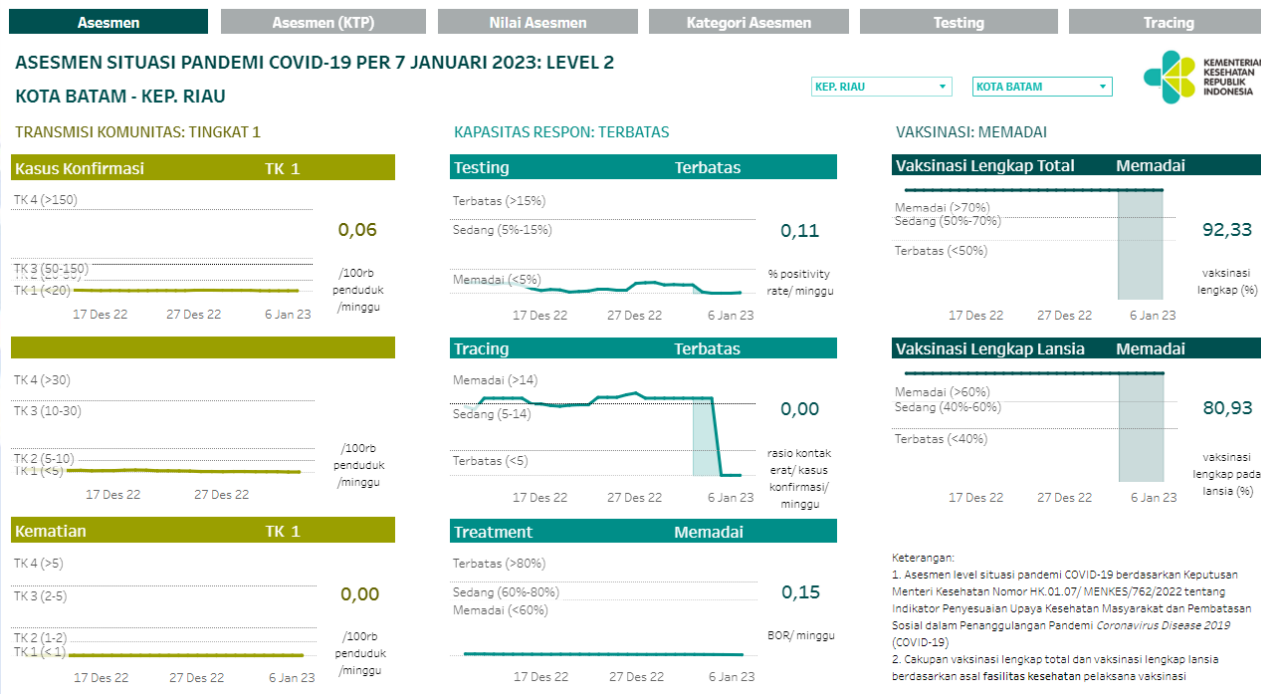 Asesmen
Asesmen (KTP)
Nilai Asesmen
Kategori Asesmen
Testing
Tracing
ASESMEN SITUASI PANDEMI COVID-19 PER 7 JANUARI 2023: LEVEL 2
KOTA BATAM - KEP. RIAU
KEP. RIAU
KOTA BATAM
KEMENTERIAN
KESEHATAN
REPUBLIK
INDONESIA
TRANSMISI KOMUNITAS: TINGKAT 1
Kasus Konfirmasi TK 1
TK 4 (>150)
TK 3 (50-150)
TK 1 (<20)
0,06
/100rb
penduduk
/minggu
17 Des 22 27 Des 22 6 Jan 23
TK 4 (>30)
TK 3 (10-30)
TK 2 (5-10)
TK 1 (<5)
/100rb
penduduk
/minggu
17 Des 22 27 Des 22
Kematian TK 1
TK 4 (>5)
TK 3 (2-5)
TK 2 (1-2)
TK 1 (<1)
0,00
/100rb
penduduk
/minggu
17 Des 22 27 Des 22 6 Jan 23
KAPASITAS RESPON: TERBATAS
Testing Terbatas
Terbatas (>15%)
Sedang (5%-15%)
Memadai (<5%)
0,11
% positivity
rate/ minggu
17 Des 22 27 Des 22 6 Jan 23
Tracing Terbatas
Memadai (>14)
Sedang (5-14)
Terbatas (<5)
0,00
rasio kontak
erat/ kasus
konfirmasi/
minggu
17 Des 22 27 Des 22 6 Jan 23
Treatment Memadai
Terbatas (>80%)
Sedang (60%-80%)
Memadai (<60%)
0,15
BOR/ minggu
17 Des 22 27 Des 22 6 Jan 23
VAKSINASI: MEMADAI
Vaksinasi Lengkap Total Memadai
Memadai (>70%)
Sedang (50%-70%)
Terbatas (<50%)
92,33
vaksinasi
lengkap (%)
17 Des 22 27 Des 22 6 Jan 23
Vaksinasi Lengkap Lansia Memadai
Memadai (>60%)
Sedang (40%-60%)
Terbatas (<40%)
80,93
vaksinasi
lengkap pada
lansia (%)
17 Des 22 27 Des 22 6 Jan 23
Keterangan:
1. Asesmen level situasi pandemi COVID-19 berdasarkan Keputusan
Menteri Kesehatan Nomor HK.01.07/ MENKES/762/2022 tentang
Indikator Penyesuaian Upaya Kesehatan Masyarakat dan Pembatasan
Sosial dalam Penanggulangan Pandemi Coronavirus Disease 2019
(COVID-19)
2. Cakupan vaksinasi lengkap total dan vaksinasi lengkap lansia
berdasarkan asal fasilitas kesehatan pelaksana vaksinasi